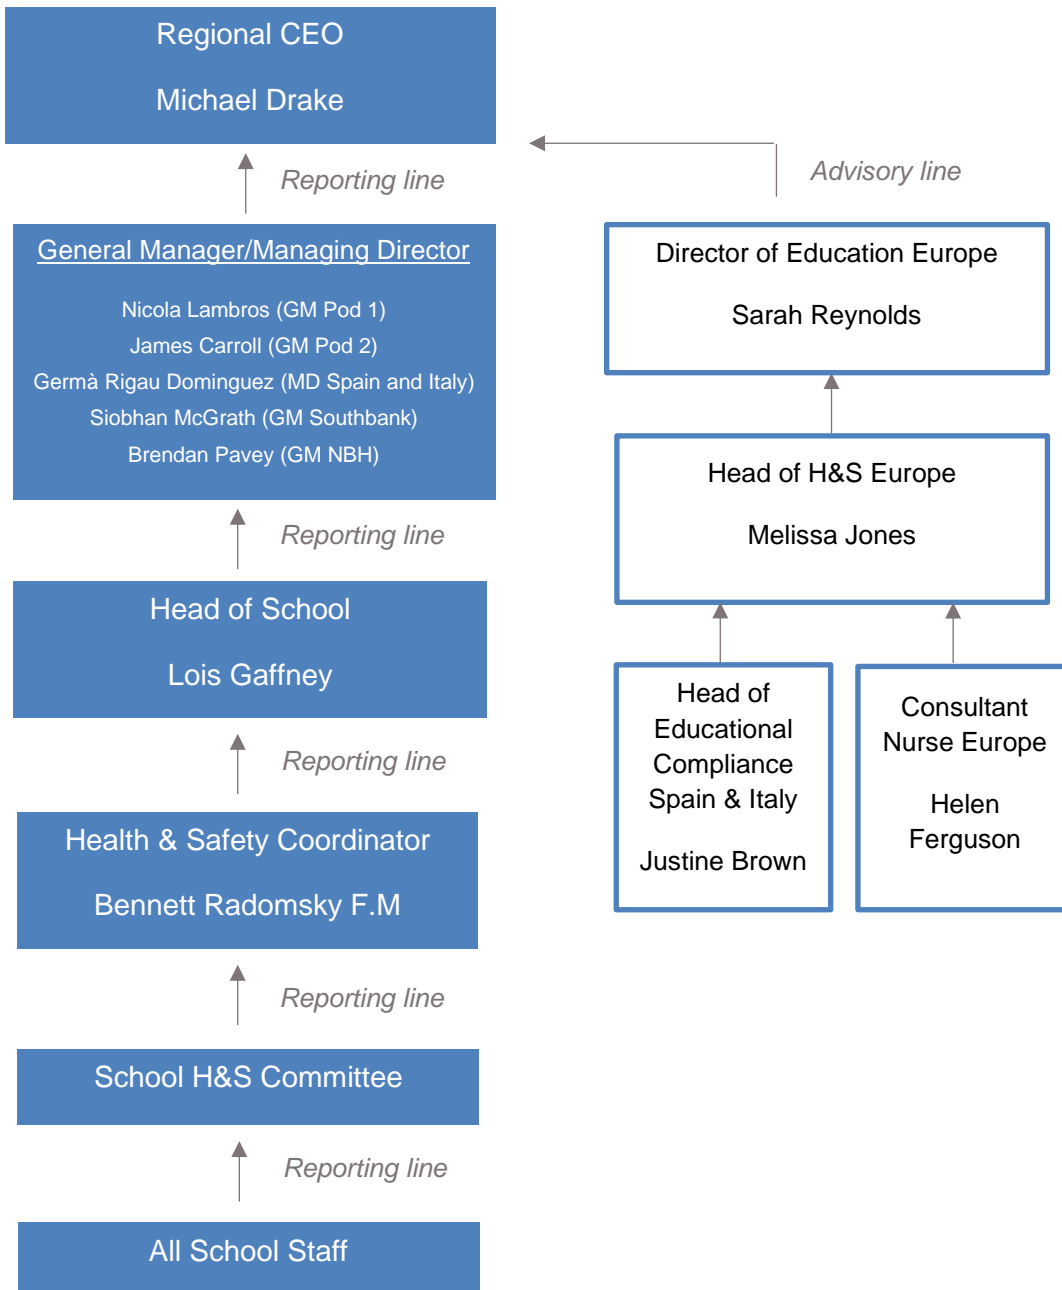 Regional CEO
Michael Drake
Reporting line
General Manager/Managing Director
Nicola Lambros (GM Pod 1)
James Carroll (GM Pod 2)
Germà Rigau Dominguez (MD Spain and Italy)
Siobhan McGrath (GM Southbank)
Brendan Pavey (GM NBH)
Reporting line
Head of School
Lois Gaffney
Reporting line
Health & Safety Coordinator
Bennett Radomsky F.M
Reporting line
School H&S Committee
Reporting line
All School Staff
Advisory line
Director of Education Europe
Sarah Reynolds
Head of H&S Europe
Melissa Jones
Head of
Educational
Compliance
Spain & Italy
Justine Brown
Consultant
Nurse Europe
Helen
Ferguson